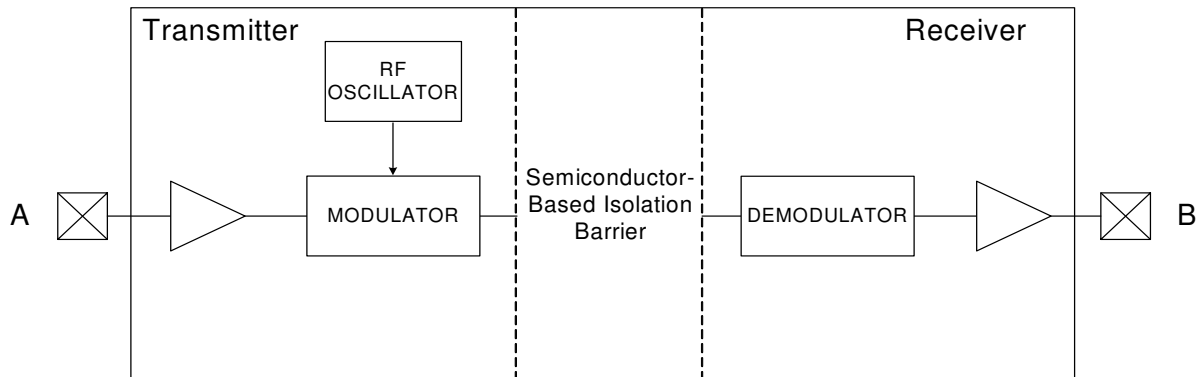 Transmitter
Receiver
RF
OSCILLATOR
A
MODULATOR
Semiconductor-
Based Isolation
Barrier
DEMODULATOR
B